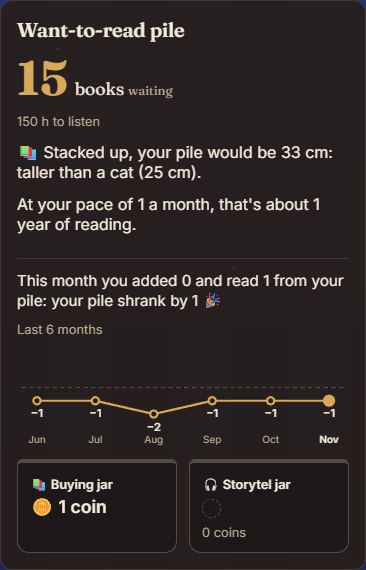 Want-to-read pile
15 books waiting
150 h to listen
Stacked up, your pile would be 33 cm:
taller than a cat (25 cm).
At your pace of 1 a month, that's about 1
year of reading.
This month you added 0 and read 1 from your
pile: your pile shrank by 1
Last 6 months
−1 −1 −2 −1 −1 −1
Jun Jul Aug Sep Oct Nov
Buying jar
1 coin
Storytel jar
0 coins